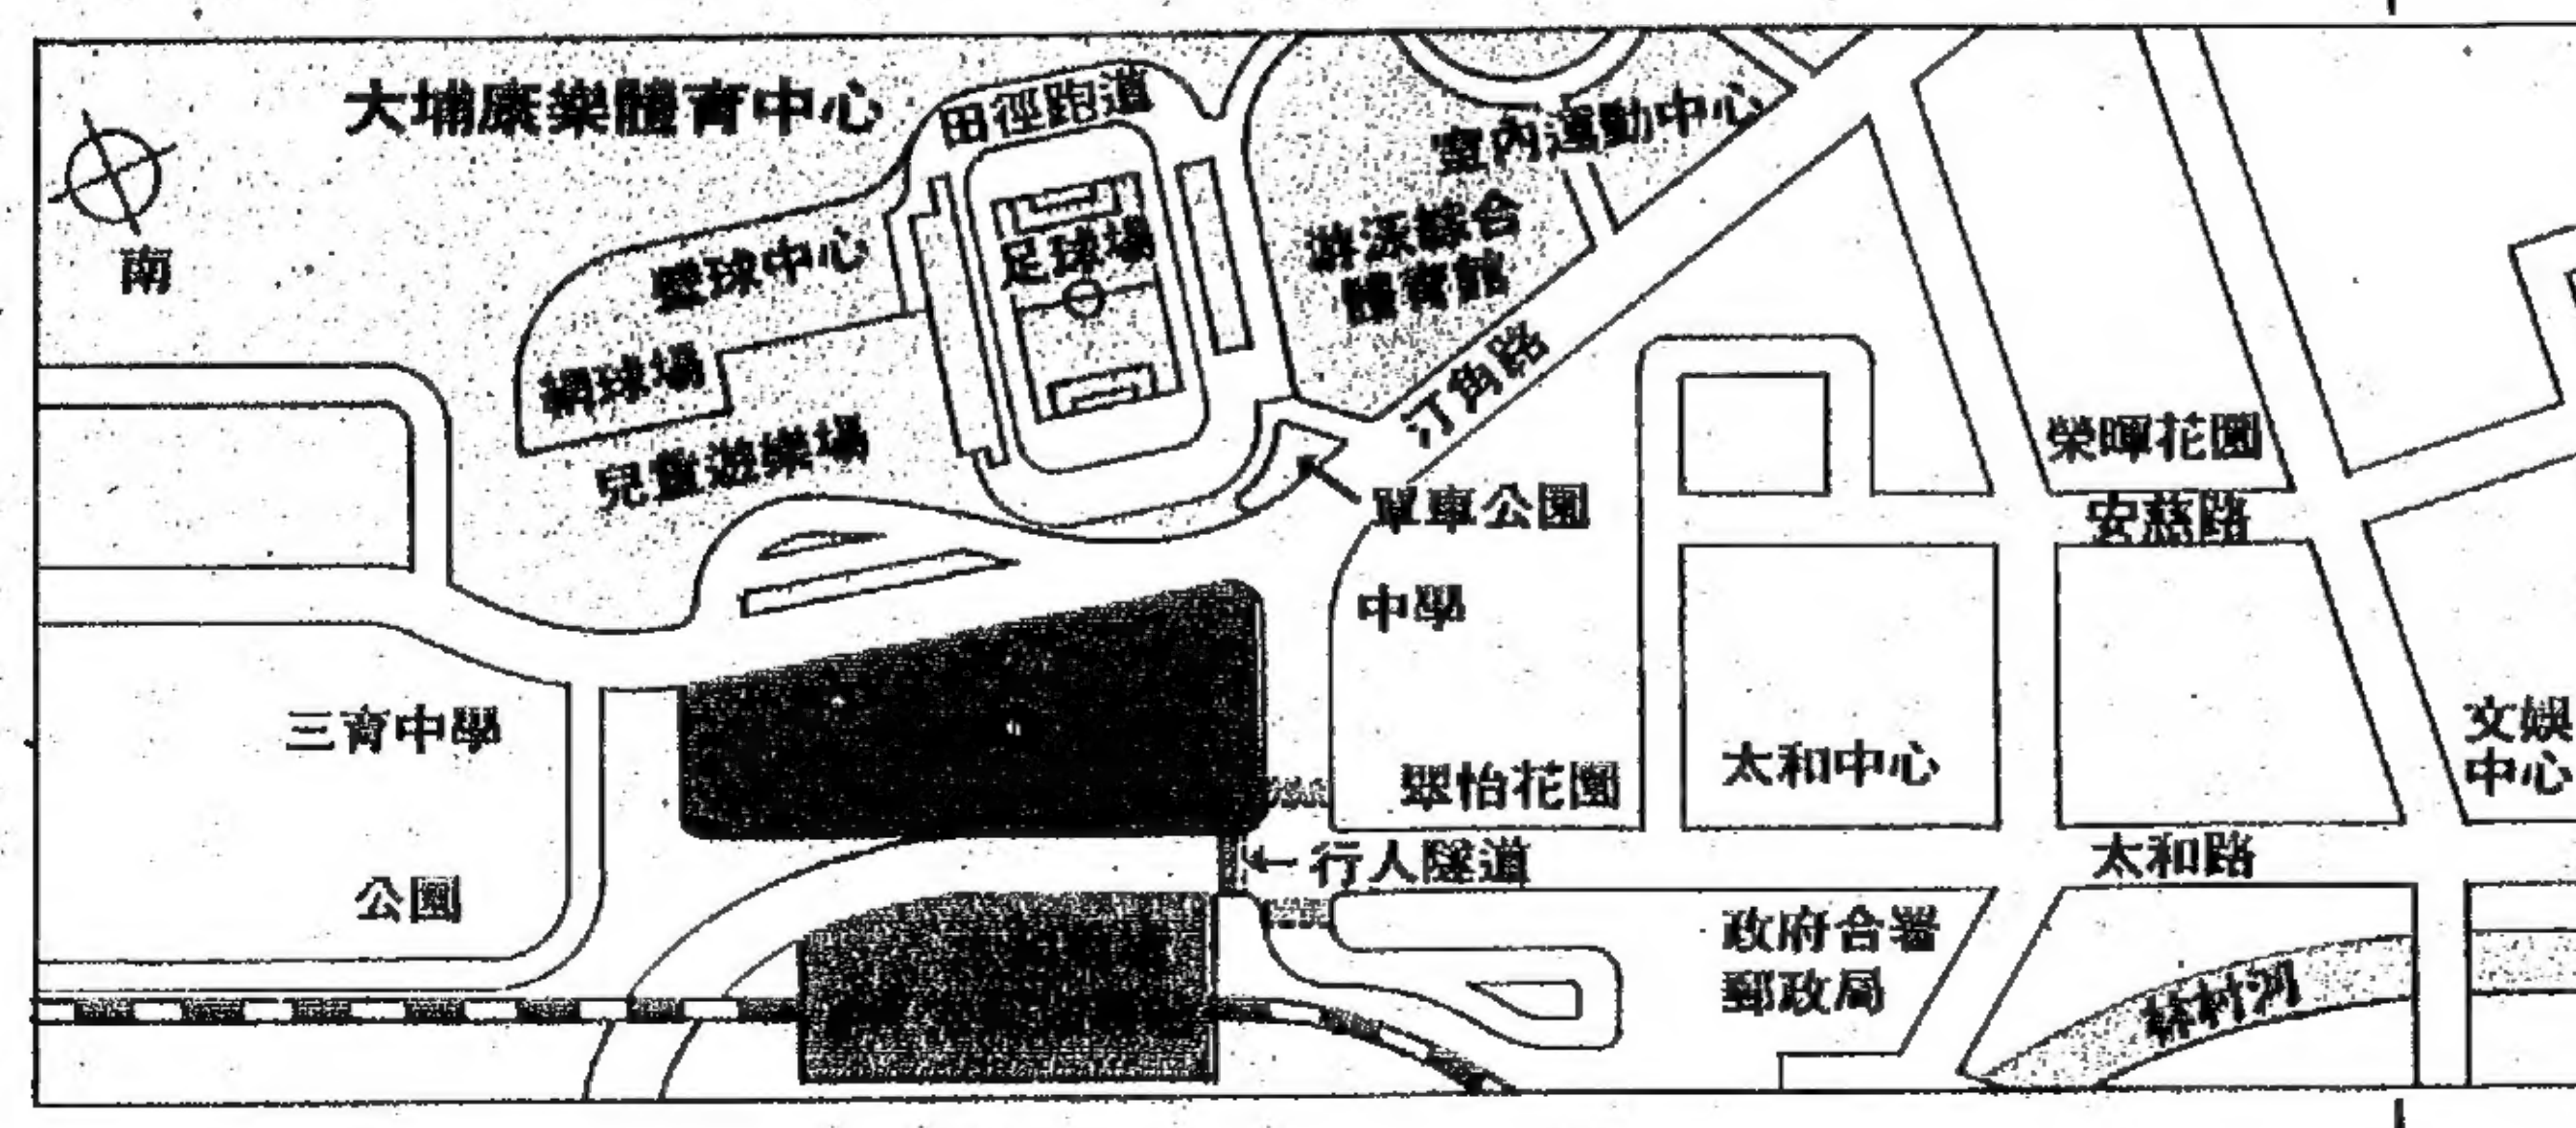 大埔康樂體育中心
田徑跑道
室內運動中心
南
籃球中心
足球場
游泳綜合
體育館
網球場
汀角路
兒童遊樂場
榮暉花園
單車公園
安慈路
中學
三育中學
翠怡花園
太和中心
文娛
中心
行人隧道
太和路
公園
政府合署
郵政局
林村河